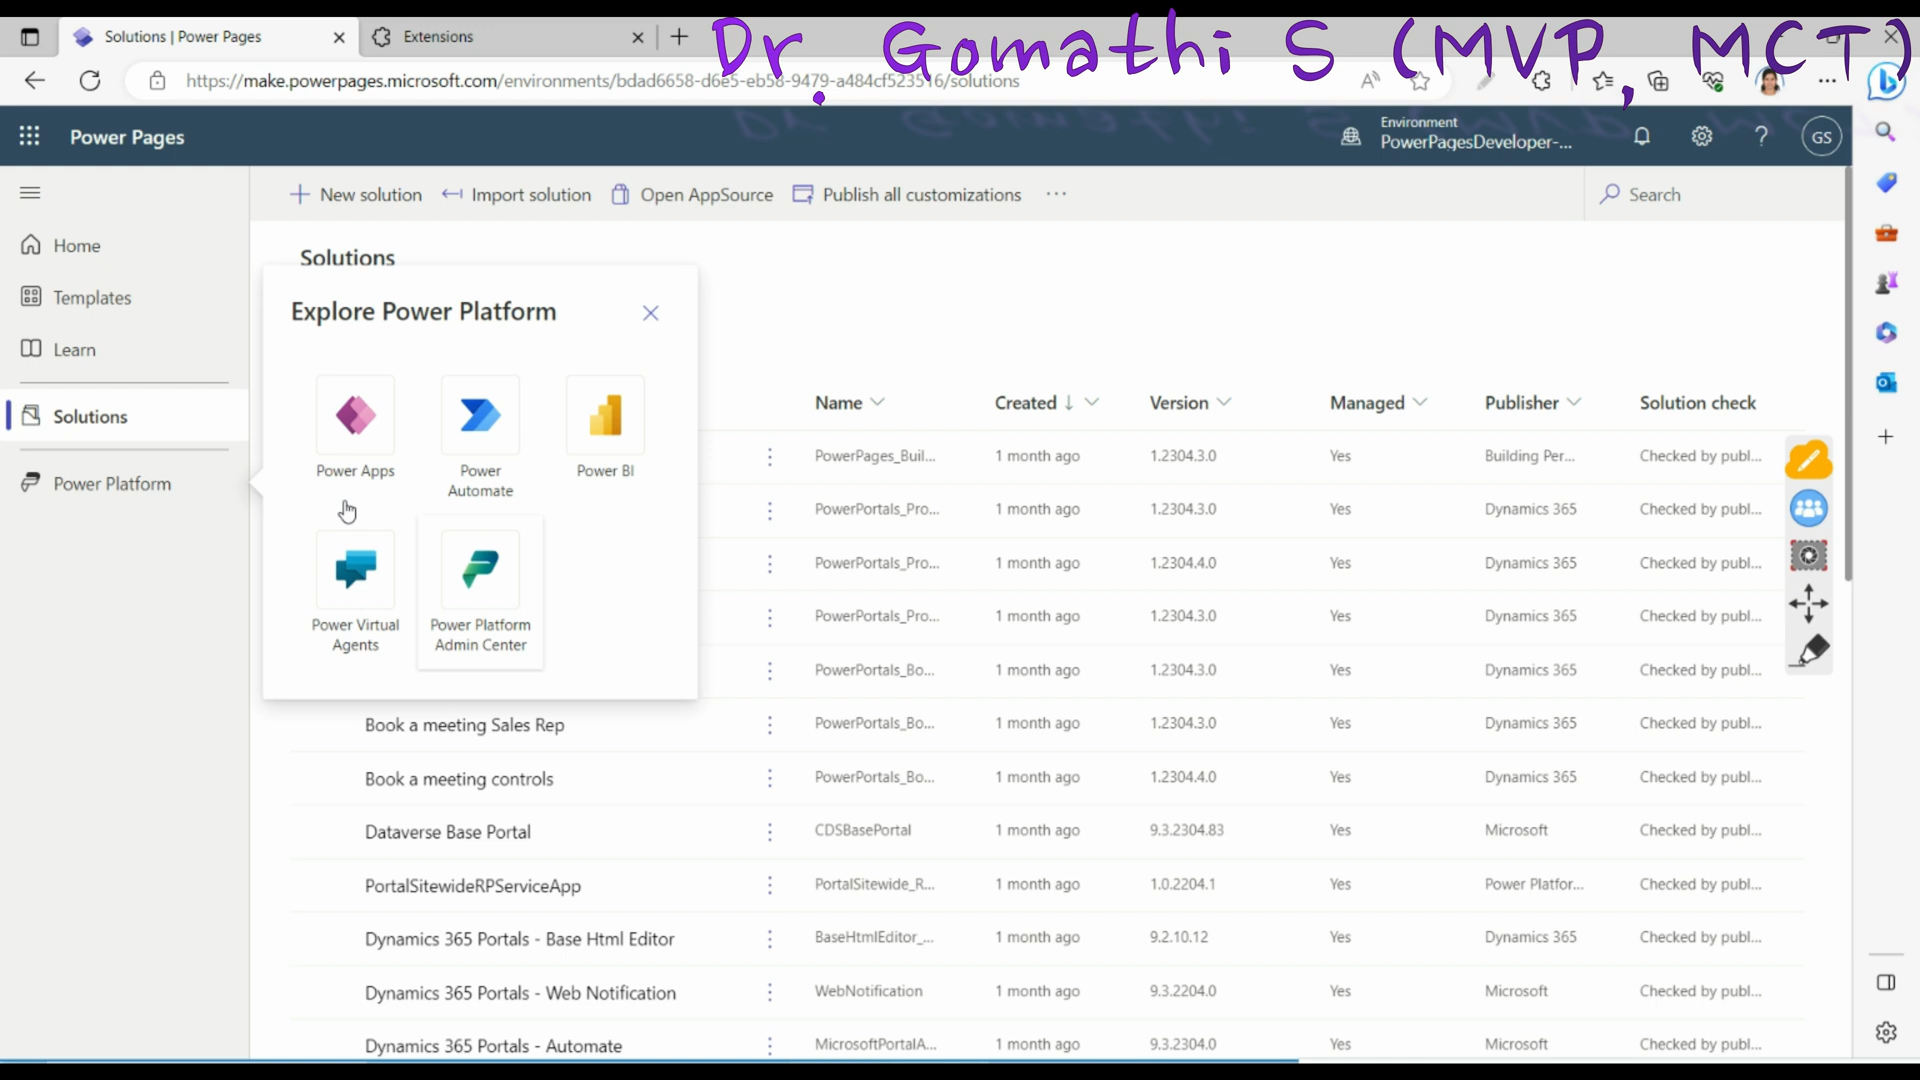 Solutions | Power Pages
Extensions
Dr. Gomathi S (MVP, MCT)
https://make.powerpages.microsoft.com/environments/bdad6658-d6e5-eb58-9479-a484cf523516/solutions
Power Pages
Environment
PowerPagesDeveloper-...
GS
New solution
Import solution
Open AppSource
Publish all customizations
Search
Home
Templates
Learn
Solutions
Power Platform
Solutions
Explore Power Platform
Power Apps
Power Automate
Power BI
Power Virtual Agents
Power Platform Admin Center
Name Created Version Managed Publisher Solution check
PowerPages_Buil... 1 month ago 1.2304.3.0 Yes Building Per... Checked by publ...
PowerPortals_Pro... 1 month ago 1.2304.3.0 Yes Dynamics 365 Checked by publ...
PowerPortals_Pro... 1 month ago 1.2304.4.0 Yes Dynamics 365 Checked by publ...
PowerPortals_Pro... 1 month ago 1.2304.3.0 Yes Dynamics 365 Checked by publ...
PowerPortals_Bo... 1 month ago 1.2304.3.0 Yes Dynamics 365 Checked by publ...
Book a meeting Sales Rep PowerPortals_Bo... 1 month ago 1.2304.3.0 Yes Dynamics 365 Checked by publ...
Book a meeting controls PowerPortals_Bo... 1 month ago 1.2304.4.0 Yes Dynamics 365 Checked by publ...
Dataverse Base Portal CDSBasePortal 1 month ago 9.3.2304.83 Yes Microsoft Checked by publ...
PortalSitewideRPServiceApp PortalSitewide_R... 1 month ago 1.0.2204.1 Yes Power Platfor... Checked by publ...
Dynamics 365 Portals - Base Html Editor BaseHtmlEditor_... 1 month ago 9.2.10.12 Yes Dynamics 365 Checked by publ...
Dynamics 365 Portals - Web Notification WebNotification 1 month ago 9.3.2204.0 Yes Microsoft Checked by publ...
Dynamics 365 Portals - Automate MicrosoftPortalA... 1 month ago 9.3.2304.0 Yes Microsoft Checked by publ...